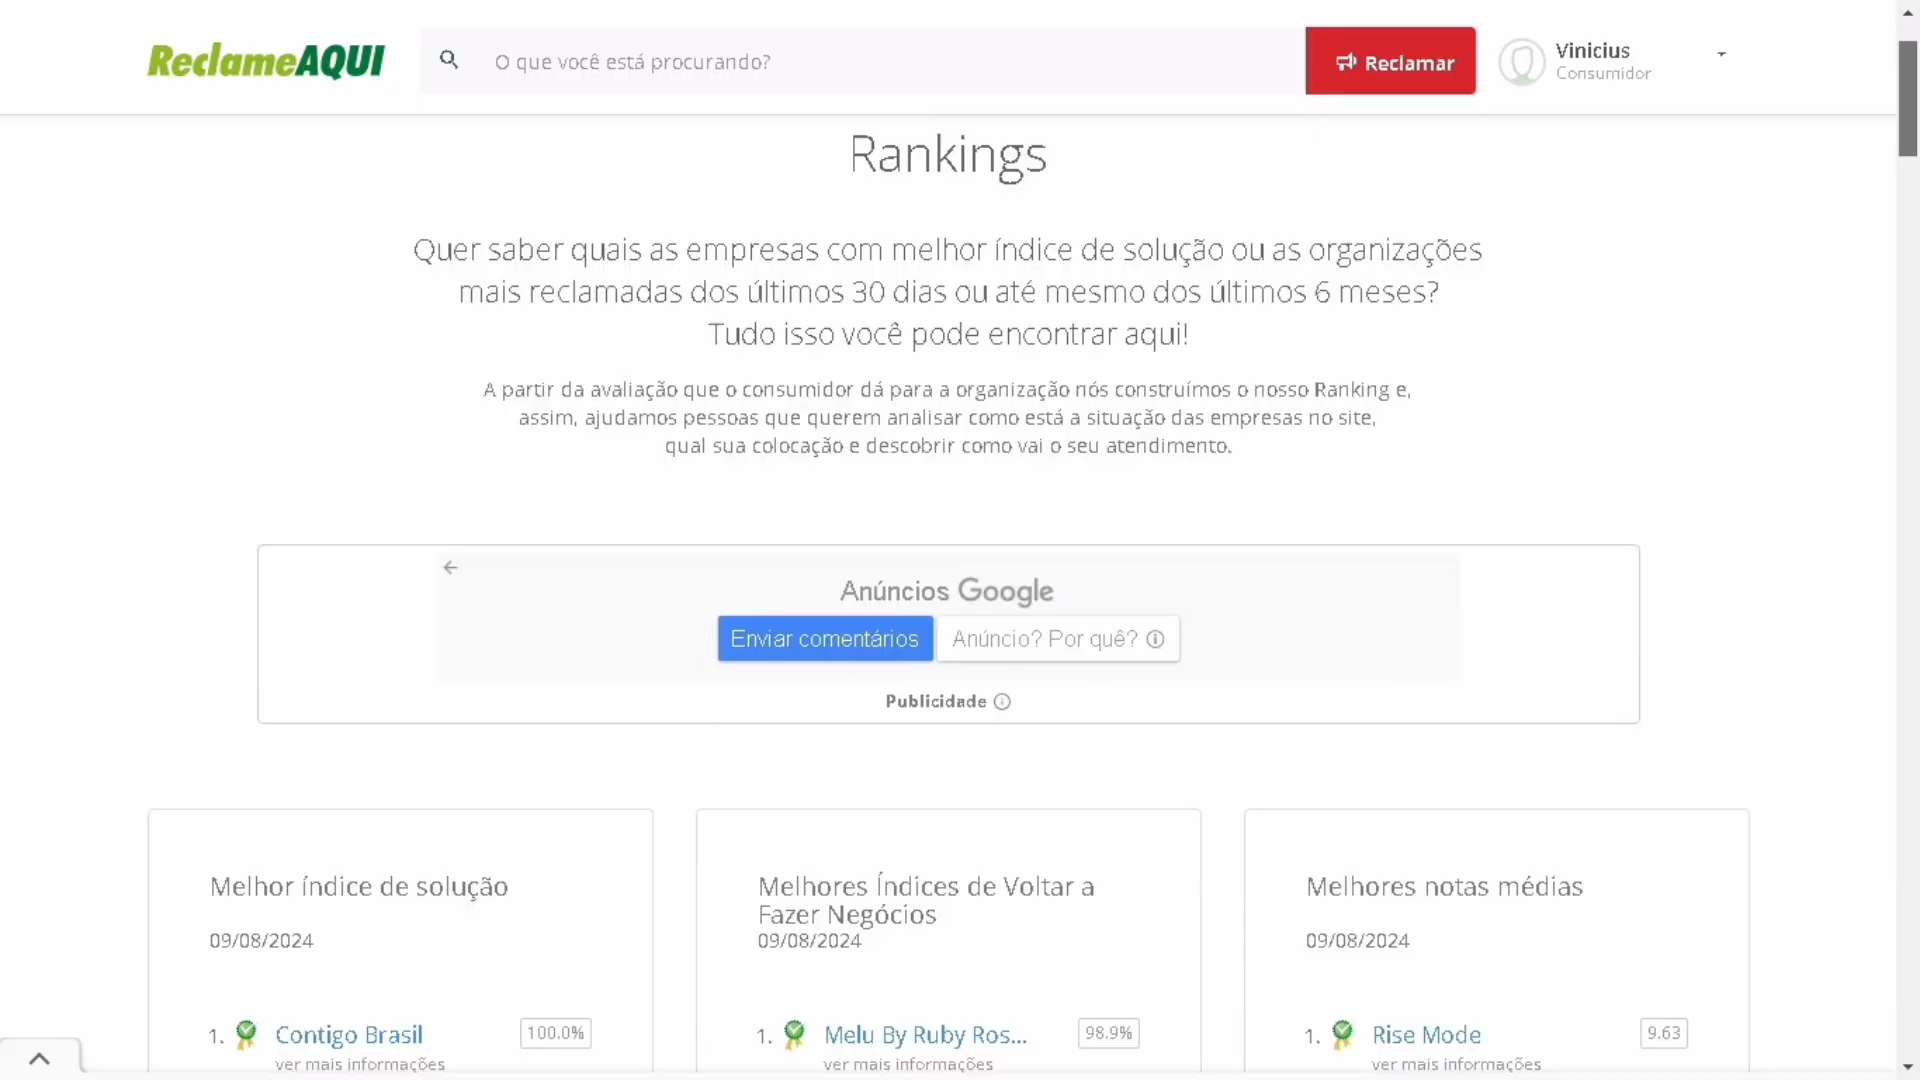 ReclameAQUI
O que você está procurando?
Reclamar
Vinicius
Consumidor
Rankings
Quer saber quais as empresas com melhor índice de solução ou as organizações
mais reclamadas dos últimos 30 dias ou até mesmo dos últimos 6 meses?
Tudo isso você pode encontrar aqui!
A partir da avaliação que o consumidor dá para a organização nós construímos o nosso Ranking e,
assim, ajudamos pessoas que querem analisar como está a situação das empresas no site,
qual sua colocação e descobrir como vai o seu atendimento.
Anúncios Google
Enviar comentários
Anúncio? Por quê?
Publicidade
Melhor índice de solução
09/08/2024
1. Contigo Brasil 100.0%
ver mais informações
Melhores Índices de Voltar a
Fazer Negócios
09/08/2024
1. Melu By Ruby Ros... 98.9%
ver mais informações
Melhores notas médias
09/08/2024
1. Rise Mode 9.63
ver mais informações